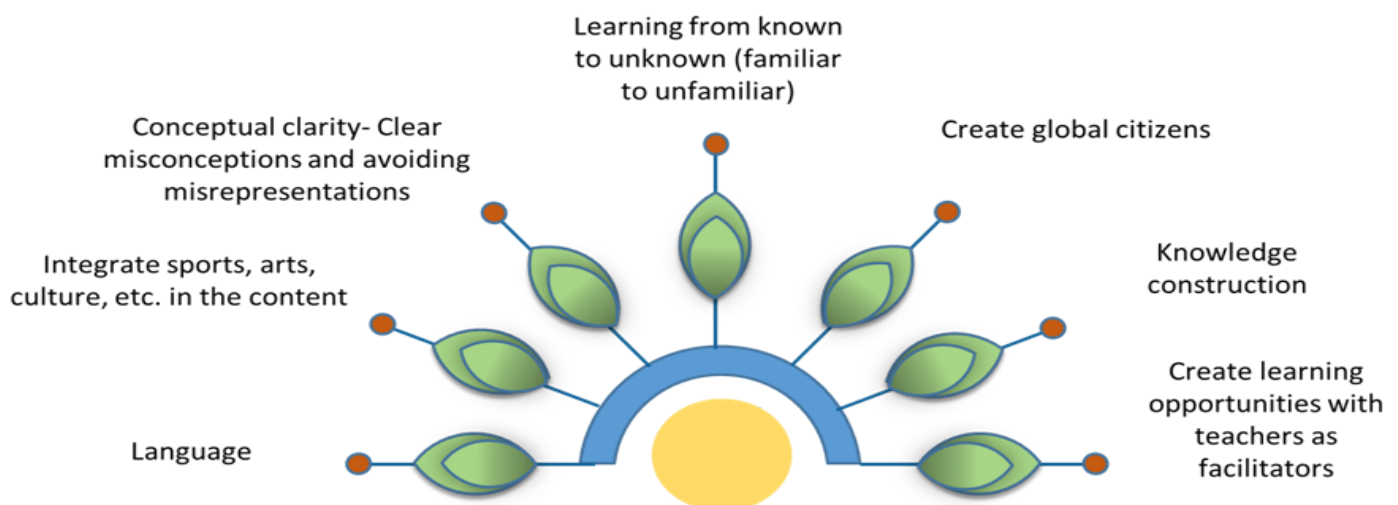 Learning from known
to unknown (familiar
to unfamiliar)
Conceptual clarity- Clear
misconceptions and avoiding
misrepresentations
Create global citizens
Integrate sports, arts,
culture, etc. in the content
Knowledge
construction
Language
Create learning
opportunities with
teachers as
facilitators